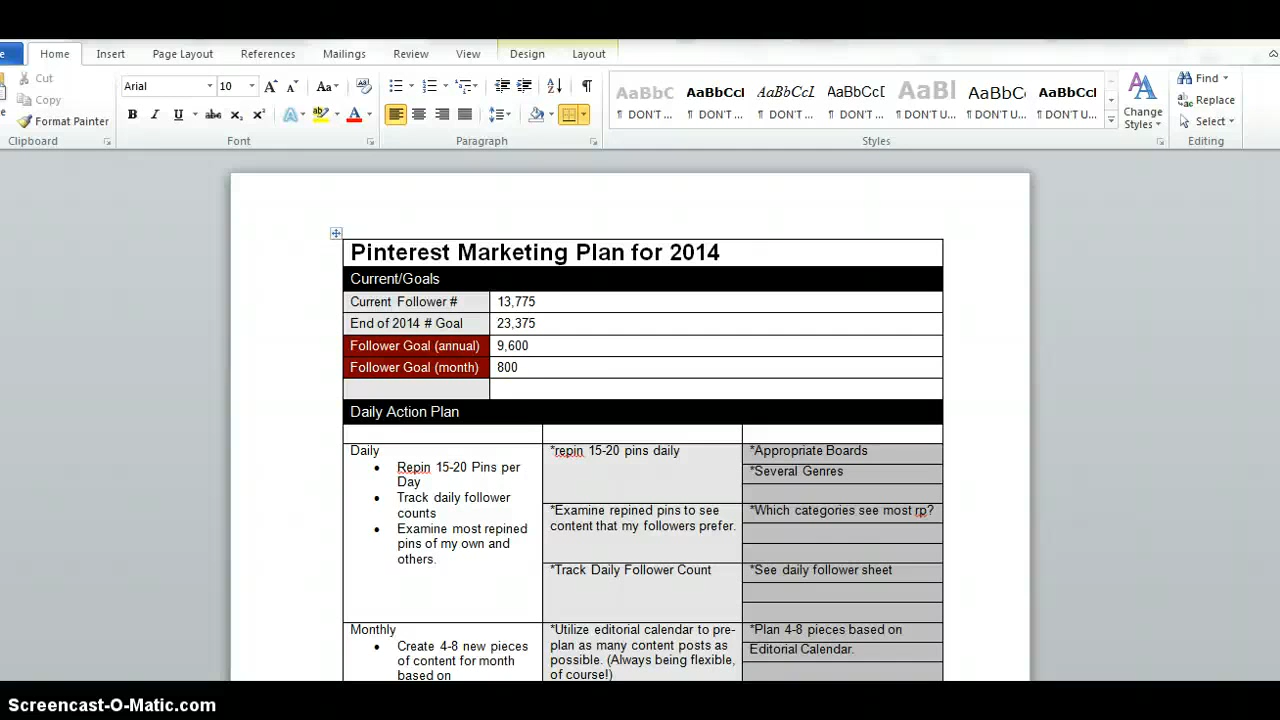 Home Insert Page Layout References Mailings Review View Design Layout
Cut
Copy
Format Painter
Clipboard
Arial 10
Aa
B I U abc x₂ x² A ab A
Font
Paragraph
AaBbC AaBbCcI AaBbCcI AaBbCcI AaBl AaBbC AaBbCcI
¶ DON'T ... ¶ DON'T ... ¶ DON'T ... ¶ DON'T ... ¶ DON'T U... ¶ DON'T U... ¶ DON'T U...
Styles
Change
Styles
Find
Replace
Select
Editing
Pinterest Marketing Plan for 2014
Current/Goals
Current Follower # 13,775
End of 2014 # Goal 23,375
Follower Goal (annual) 9,600
Follower Goal (month) 800
Daily Action Plan
Daily
• Repin 15-20 Pins per
Day
• Track daily follower
counts
• Examine most repined
pins of my own and
others.
*repin 15-20 pins daily
*Appropriate Boards
*Several Genres
*Examine repined pins to see
content that my followers prefer.
*Which categories see most rp?
*Track Daily Follower Count
*See daily follower sheet
Monthly
• Create 4-8 new pieces
of content for month
based on
*Utilize editorial calendar to pre-
plan as many content posts as
possible. (Always being flexible,
of course!)
*Plan 4-8 pieces based on
Editorial Calendar.
Screencast-O-Matic.com